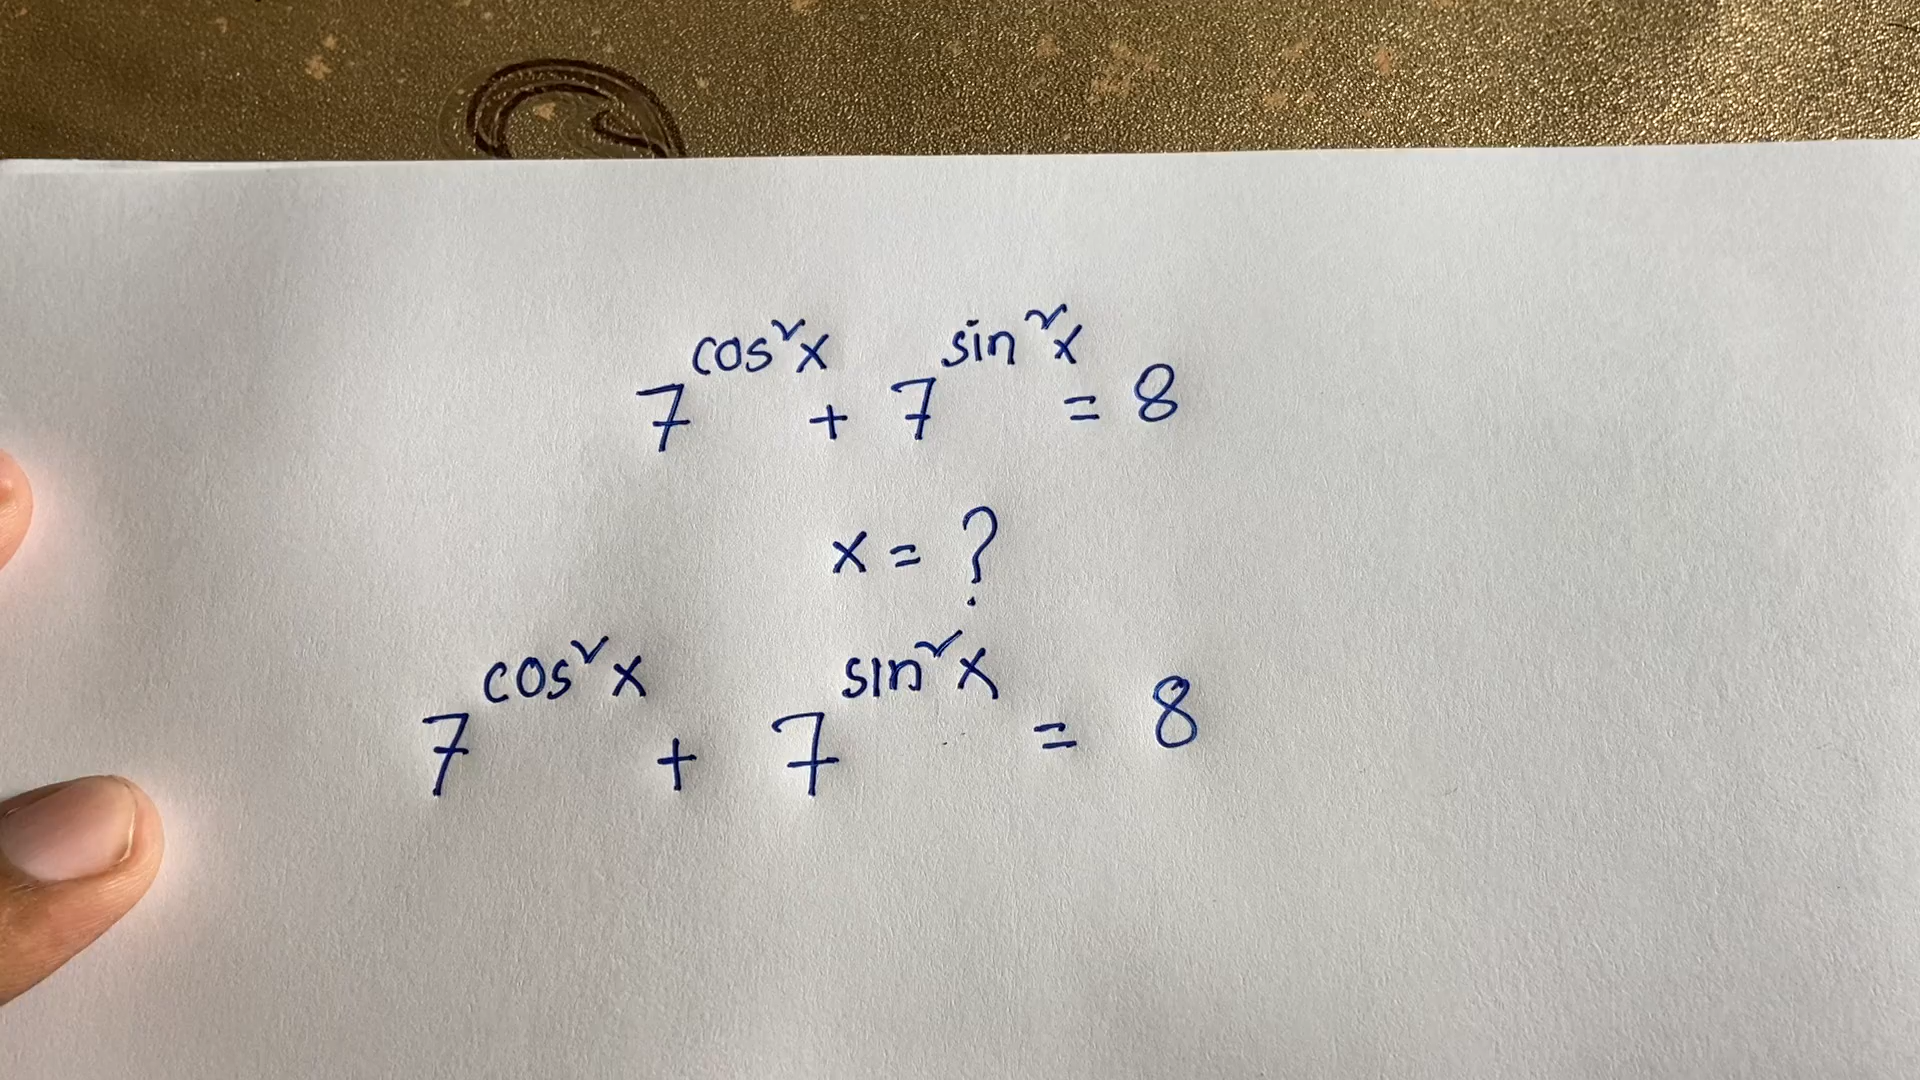 7^cos²x + 7^sin²x = 8
x = ?
7^cos²x + 7^sin²x = 8